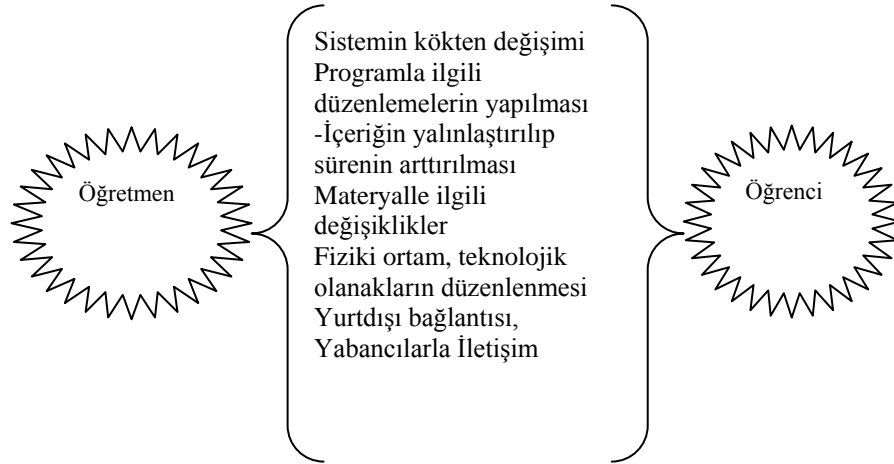 Öğretmen
Sistemin kökten değişimi
Programla ilgili
düzenlemelerin yapılması
-İçeriğin yalınlaştırılıp
sürenin arttırılması
Materyalle ilgili
değişiklikler
Fiziki ortam, teknolojik
olanakların düzenlenmesi
Yurtdışı bağlantısı,
Yabancılarla İletişim
Öğrenci